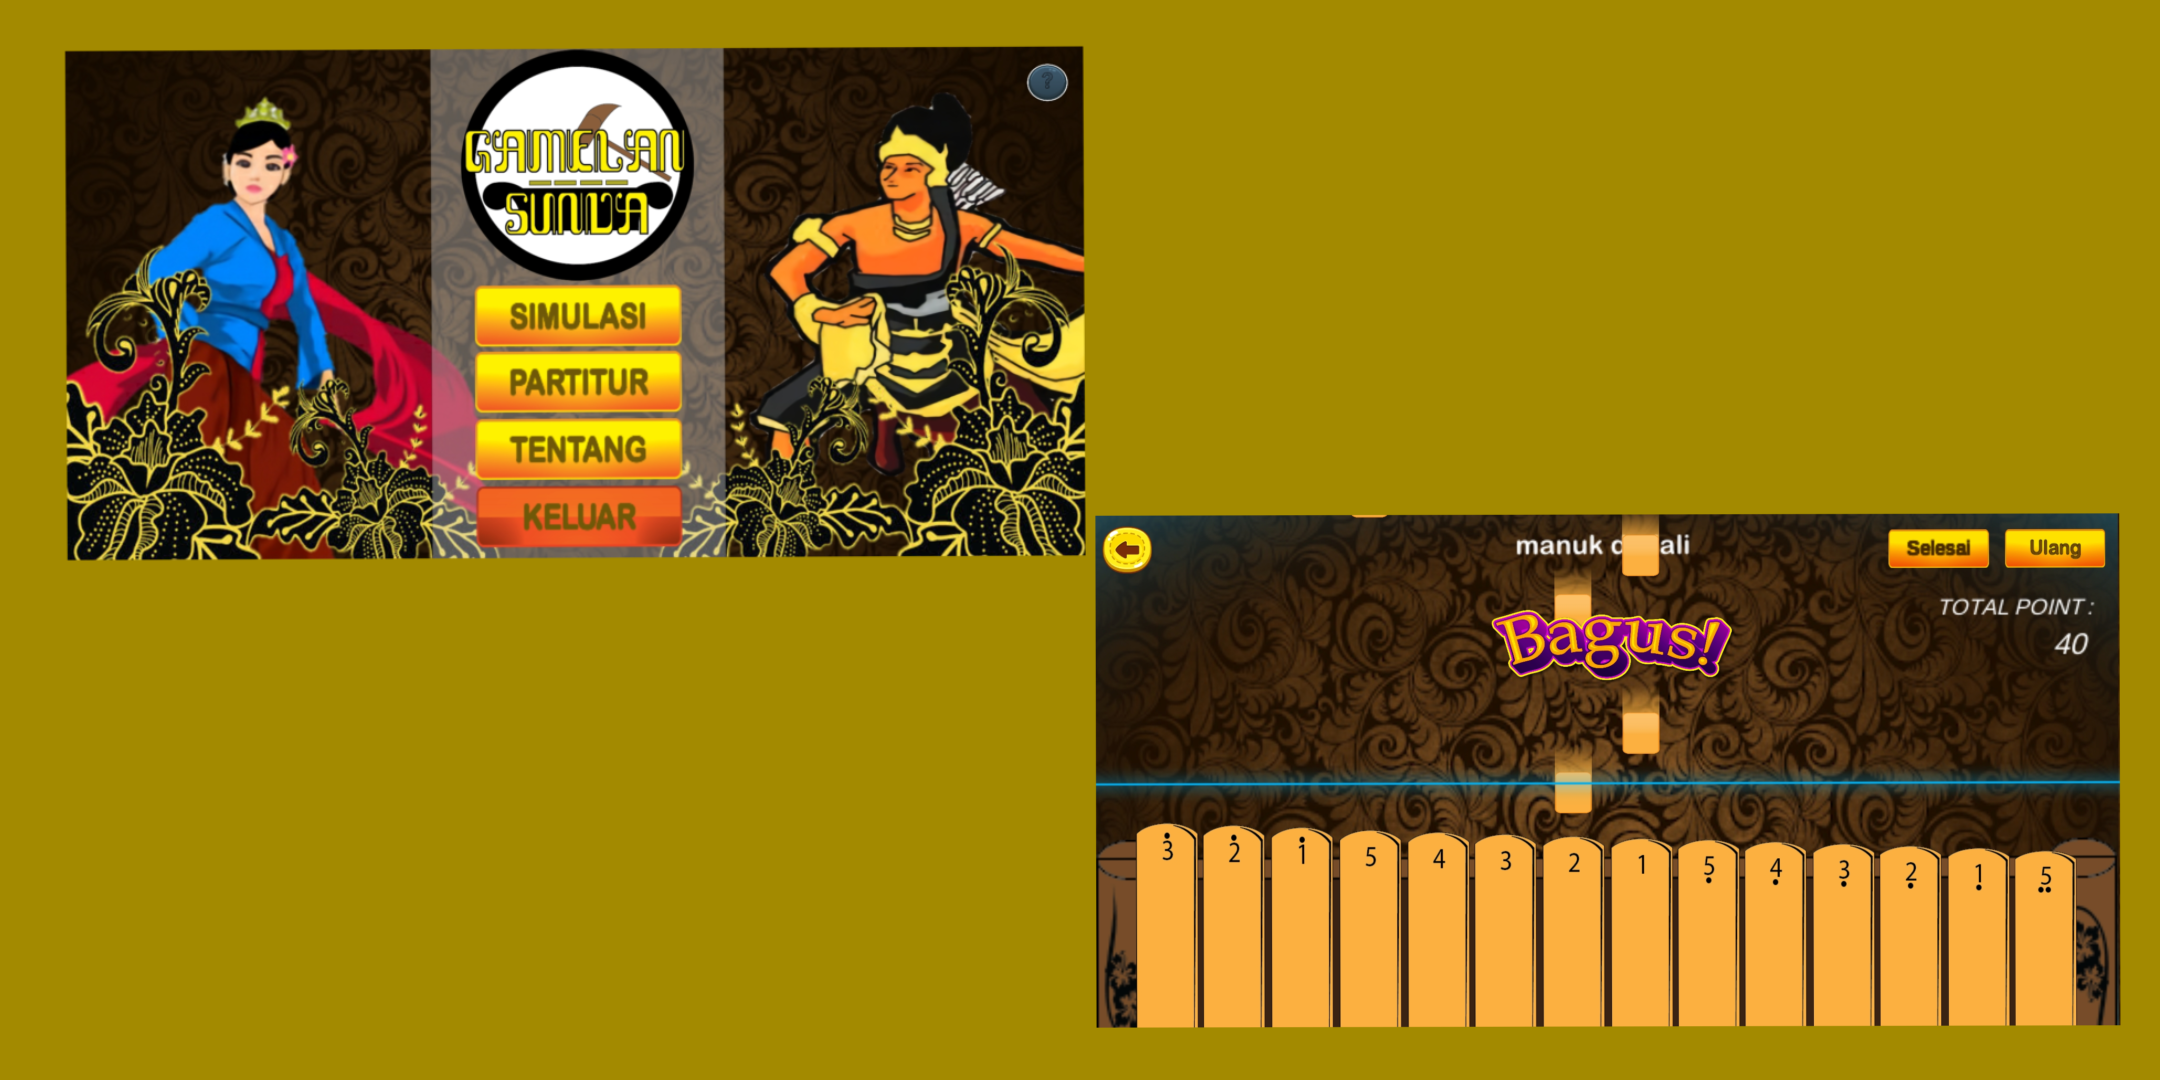 ?
GAMELAN
SUNDA
SIMULASI
PARTITUR
TENTANG
KELUAR
manuk d ali
Selesai
Ulang
TOTAL POINT :
40
Bagus!
3 2 1 5 4 3 2 1 5 4 3 2 1 5